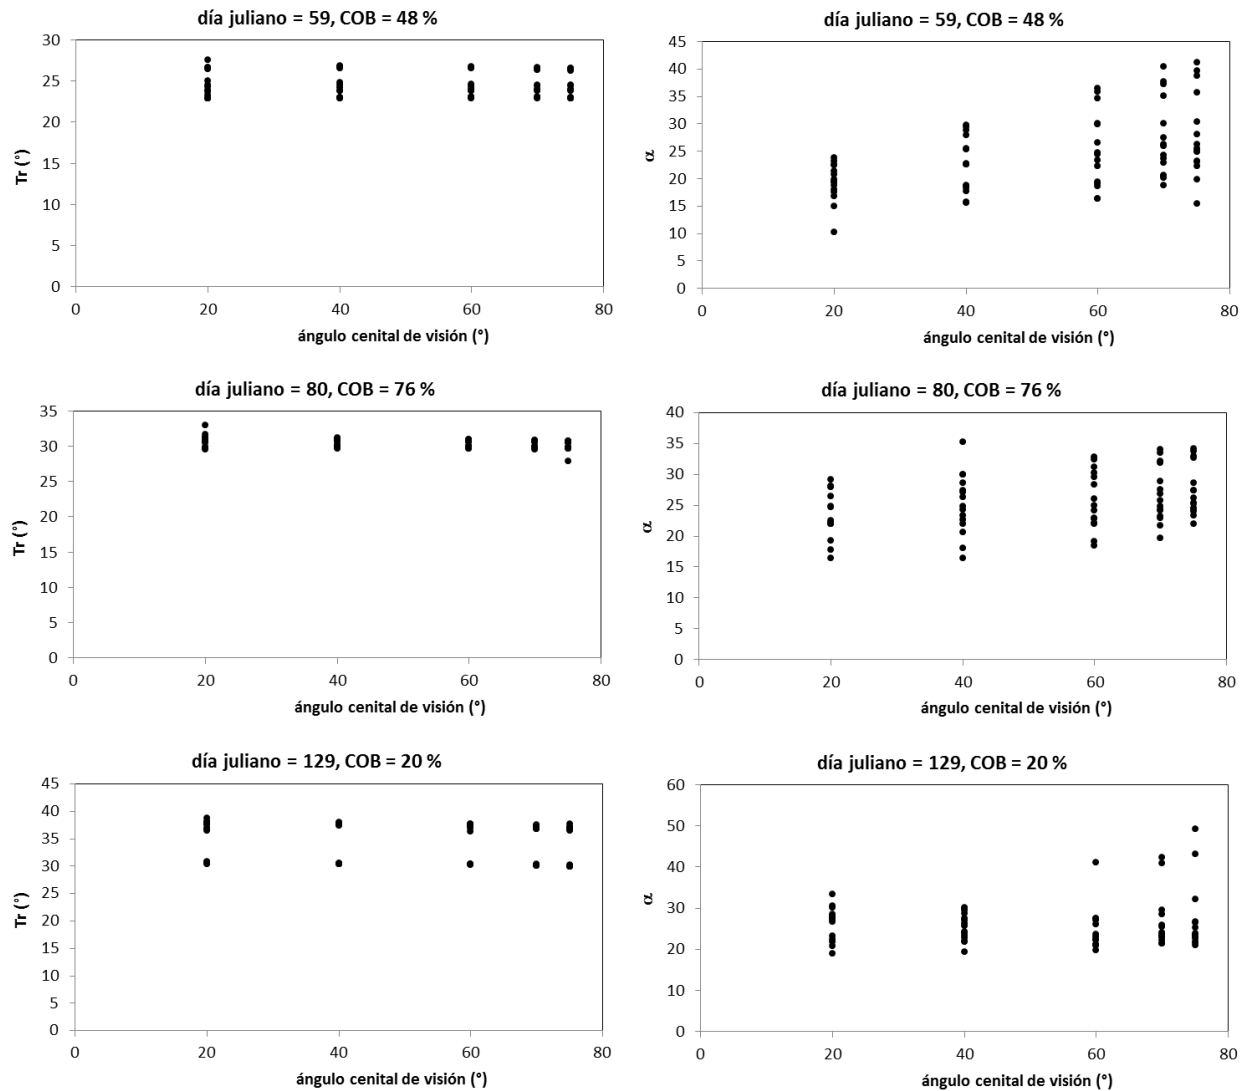 día juliano = 59, COB = 48 %
Tr (°)
30
25
20
15
10
5
0
0 20 40 60 80
ángulo cenital de visión (°)
día juliano = 59, COB = 48 %
α
45
40
35
30
25
20
15
10
5
0
0 20 40 60 80
ángulo cenital de visión (°)
día juliano = 80, COB = 76 %
Tr (°)
35
30
25
20
15
10
5
0
0 20 40 60 80
ángulo cenital de visión (°)
día juliano = 80, COB = 76 %
α
40
35
30
25
20
15
10
5
0
0 20 40 60 80
ángulo cenital de visión (°)
día juliano = 129, COB = 20 %
Tr (°)
45
40
35
30
25
20
15
10
5
0
0 20 40 60 80
ángulo cenital de visión (°)
día juliano = 129, COB = 20 %
α
60
50
40
30
20
10
0
0 20 40 60 80
ángulo cenital de visión (°)